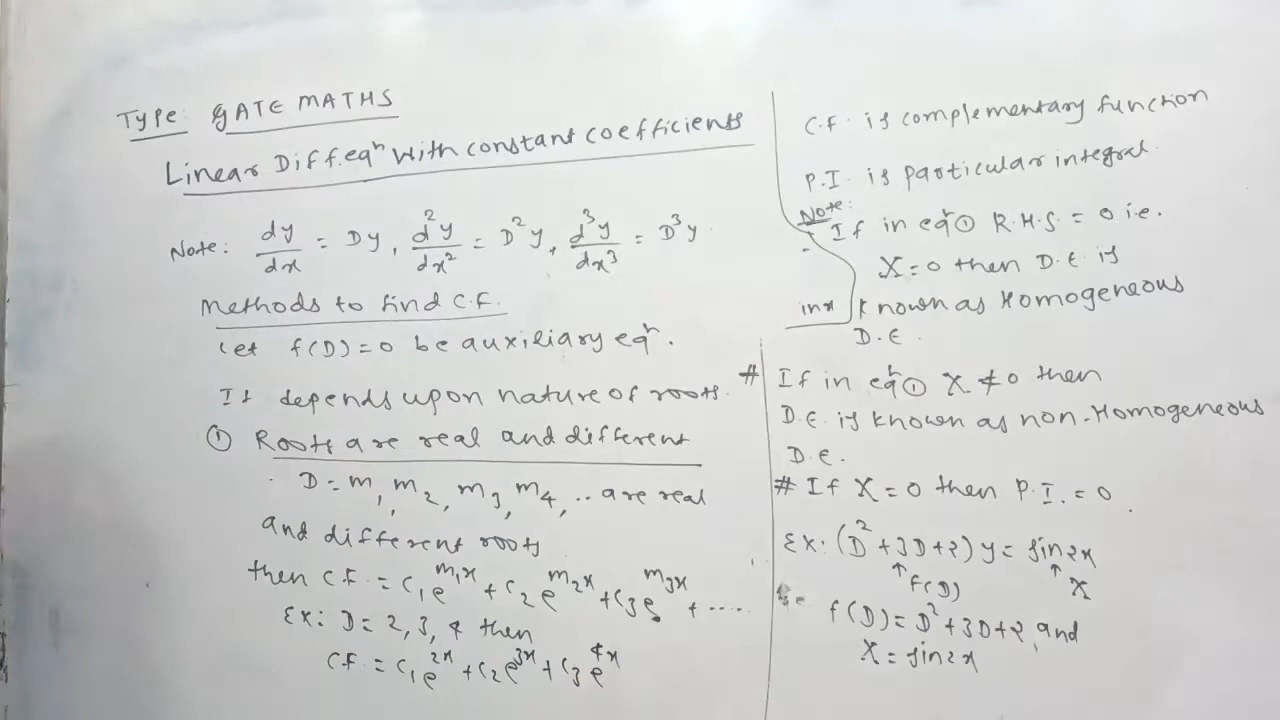 Type: GATE MATHS
Linear Diff.eqⁿ with constant coefficients
Note: dy/dx = Dy, d²y/dx² = D²y, d³y/dx³ = D³y.
Methods to find C.F.
Let f(D)=0 be auxiliary eqⁿ.
It depends upon nature of roots.
① Roots are real and different
D = m₁, m₂, m₃, m₄, .. are real
and different roots
then C.F. = c₁e^m₁x + c₂e^m₂x + c₃e^m₃x + ....
Ex: D = 2, 3, 4 then
C.F. = c₁e^2x + c₂e^3x + c₃e^4x
C.F. is complementary function
P.I. is particular integral.
Note:
If in eqⁿ① R.H.S. = 0 i.e.
X = 0 then D.E. is
in x known as Homogeneous
D.E.
# If in eqⁿ① X ≠ 0 then
D.E. is known as non-Homogeneous
D.E.
# If X = 0 then P.I. = 0.
Ex: (D² + 3D + 2) y = sin2x
↑ f(D) ↑ X
f(D) = D² + 3D + 2, and
X = sin2x